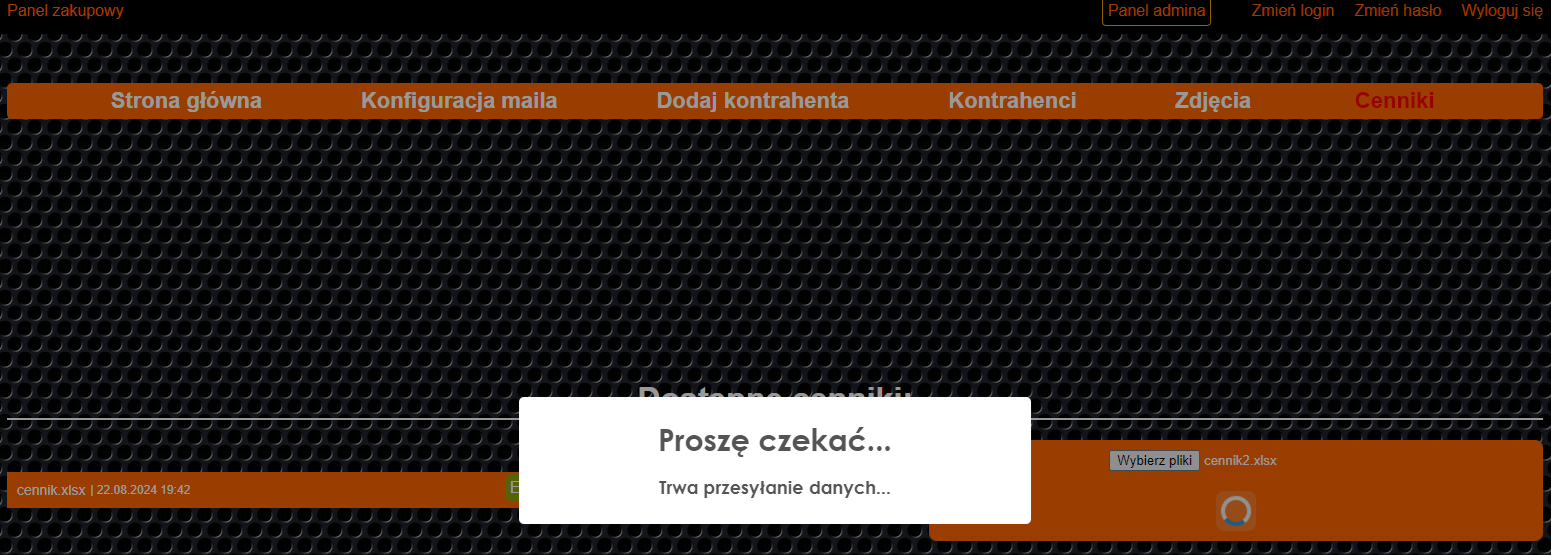 Panel zakupowy Panel admina Zmień login Zmień hasło Wyloguj się
Strona główna Konfiguracja maila Dodaj kontrahenta Kontrahenci Zdjęcia Cenniki
Dostępne cenniki:
Proszę czekać...
Trwa przesyłanie danych...
Wybierz pliki cennik2.xlsx
cennik.xlsx | 22.08.2024 19:42